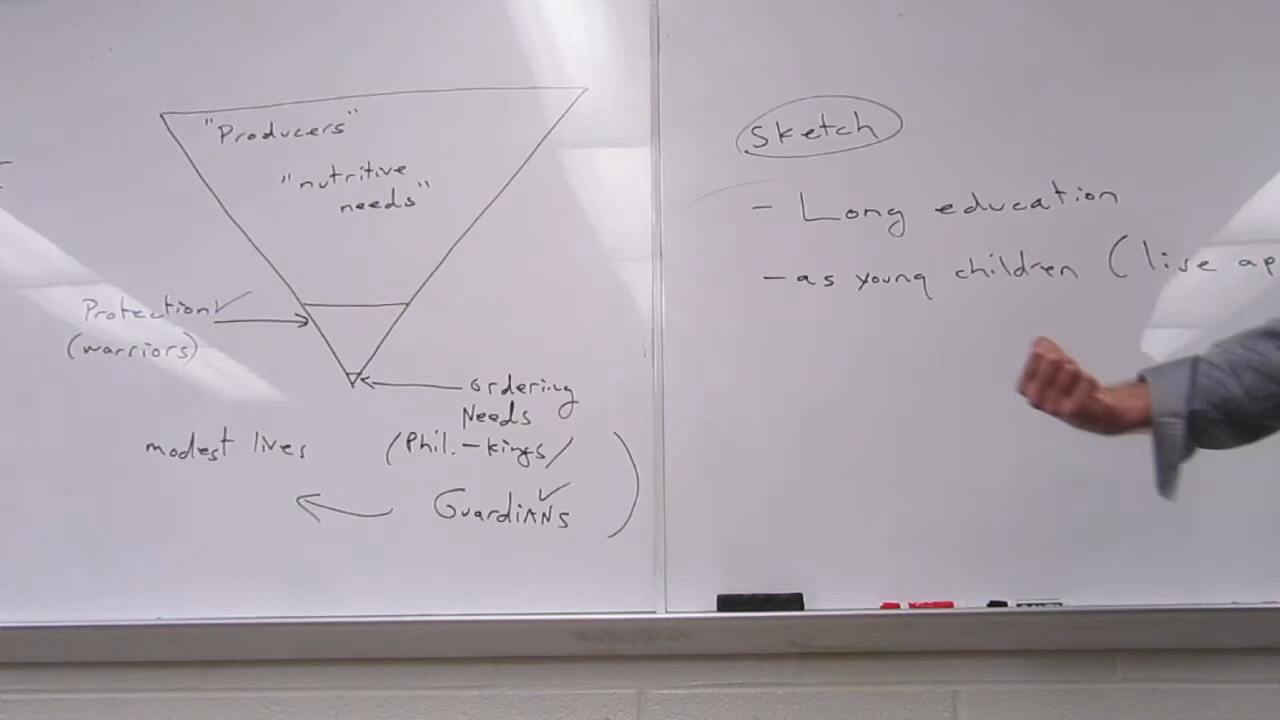 "Producers"
"nutritive
needs"
Protection✓
(warriors)
ordering
Needs
(Phil.-kings)
modest lives
GuardiANs
Sketch
- Long education
- as young children (live ap